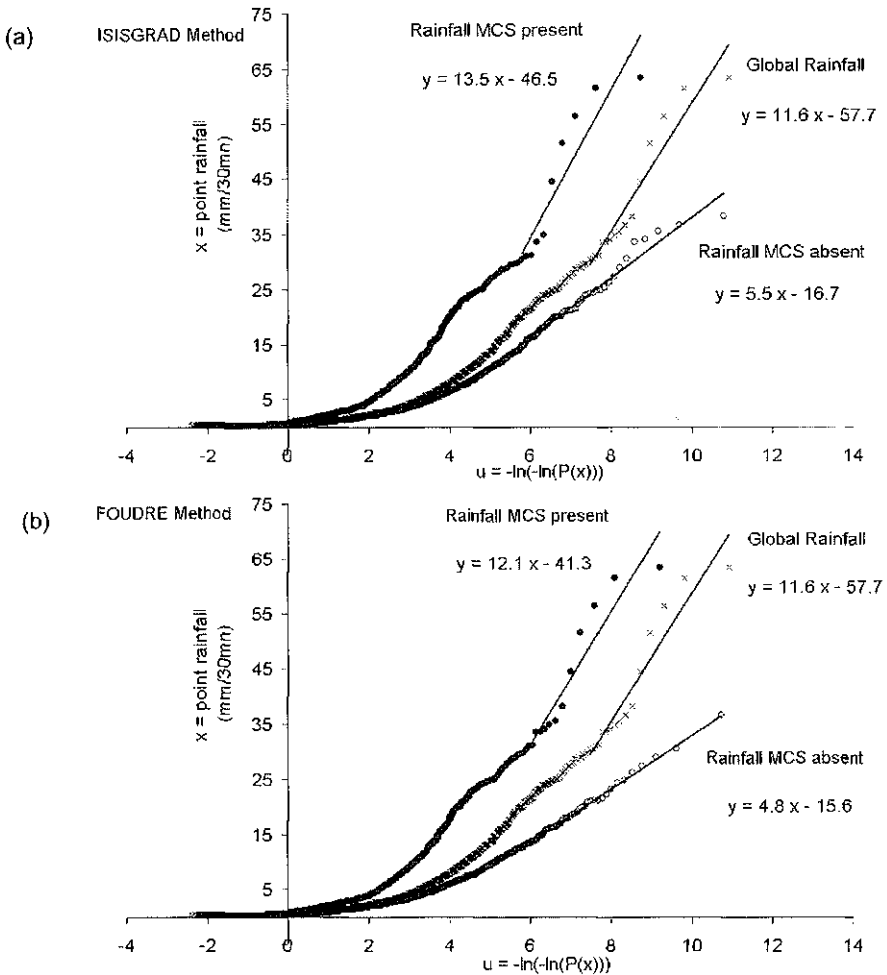 (a)
ISISGRAD Method
Rainfall MCS present
y = 13.5 x - 46.5
Global Rainfall
y = 11.6 x - 57.7
Rainfall MCS absent
y = 5.5 x - 16.7
x = point rainfall
(mm/30mn)
75
65
55
45
35
25
15
5
-4 -2 0 2 4 6 8 10 12 14
u = -ln(-ln(P(x)))
(b)
FOUDRE Method
Rainfall MCS present
y = 12.1 x - 41.3
Global Rainfall
y = 11.6 x - 57.7
Rainfall MCS absent
y = 4.8 x - 15.6
x = point rainfall
(mm/30mn)
75
65
55
45
35
25
15
5
-4 -2 0 2 4 6 8 10 12 14
u = -ln(-ln(P(x)))